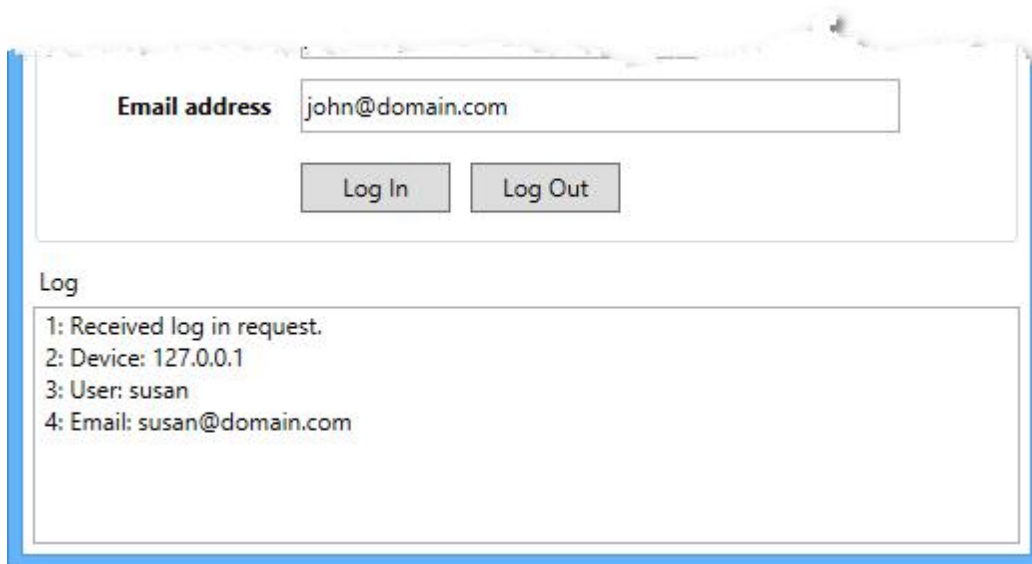 Email address john@domain.com
Log In Log Out
Log
1: Received log in request.
2: Device: 127.0.0.1
3: User: susan
4: Email: susan@domain.com